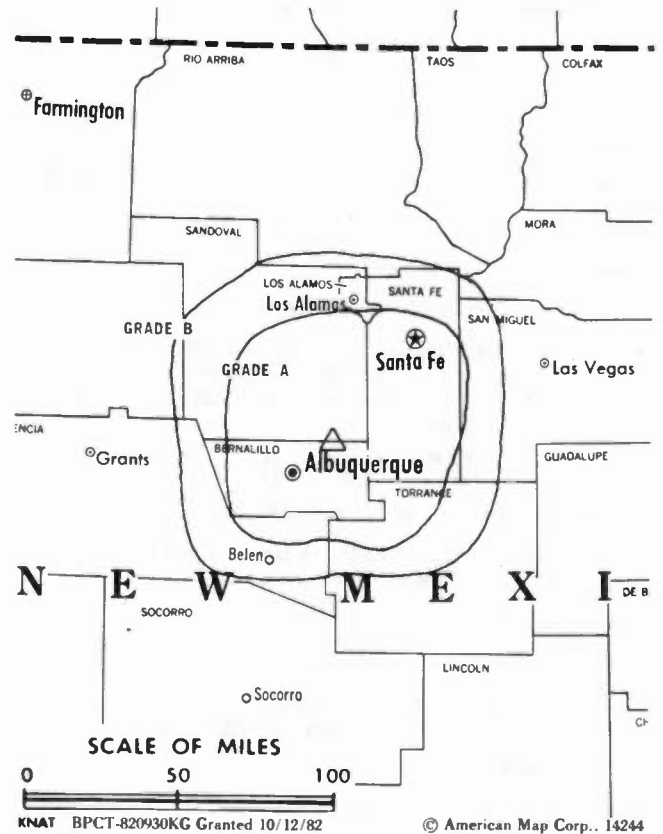 RIO ARRIBA
TAOS
COLFAX
Farmington
SANDOVAL
MORA
LOS ALAMOS
SANTA FE
Los Alamos
GRADE B
SAN MIGUEL
Santa Fe
GRADE A
Las Vegas
ENCIA
BERNALILLO
GUADALUPE
Grants
Albuquerque
TORRANCE
Belen
N E W M E X I
DE B
SOCORRO
LINCOLN
Socorro
CH
SCALE OF MILES
0 50 100
KNAT BPCT-820930KG Granted 10/12/82 © American Map Corp., 14244